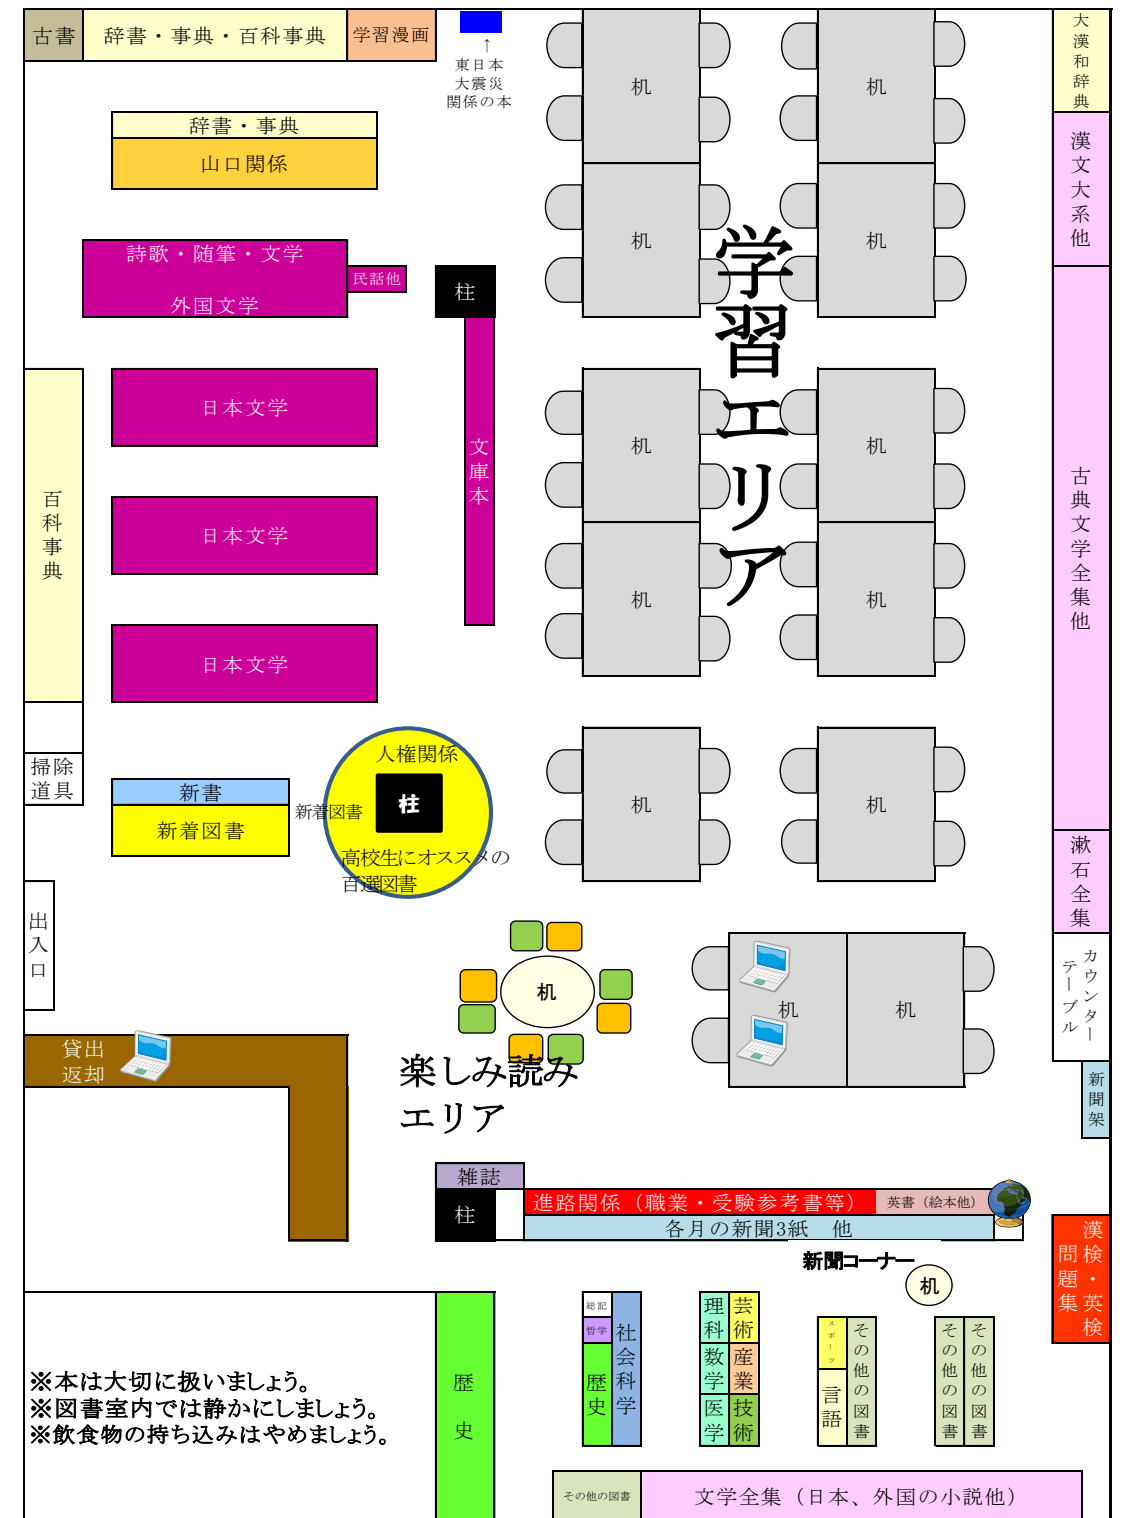 古書
辞書・事典・百科事典
学習漫画
↑
東日本
大震災
関係の本
机
机
大漢和辞典
辞書・事典
山口関係
漢文大系他
詩歌・随筆・文学
外国文学
民話他
柱
机
机
学習エリア
文庫本
日本文学
日本文学
日本文学
百科事典
机
机
机
机
古典文学全集他
掃除
道具
新書
新着図書
人権関係
柱
新着図書
高校生にオススメの
百選図書
机
机
漱石全集
出入口
机
机
机
カウンター
テーブル
貸出
返却
楽しみ読み
エリア
新聞架
雑誌
柱
進路関係（職業・受験参考書等）
英書（絵本他）
各月の新聞3紙　他
新聞コーナー
机
漢検・英検
問題集
※本は大切に扱いましょう。
※図書室内では静かにしましょう。
※飲食物の持ち込みはやめましょう。
歴史
総記
哲学
歴史
社会科学
理科
数学
医学
芸術
産業
技術
スポーツ
言語
その他の図書
その他の図書
その他の図書
その他の図書
文学全集（日本、外国の小説他）